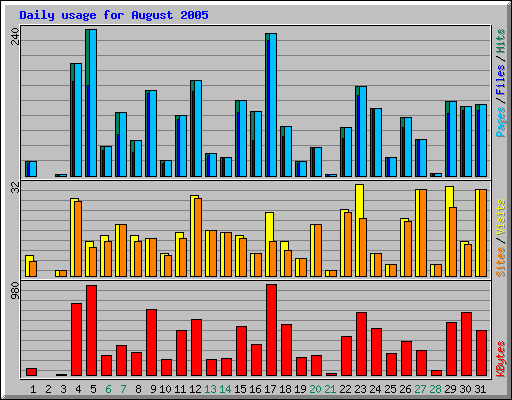 Daily usage for August 2005
240
Pages/Files/Hits
32
Sites/Visits
980
KBytes
1 2 3 4 5 6 7 8 9 10 11 12 13 14 15 16 17 18 19 20 21 22 23 24 25 26 27 28 29 30 31